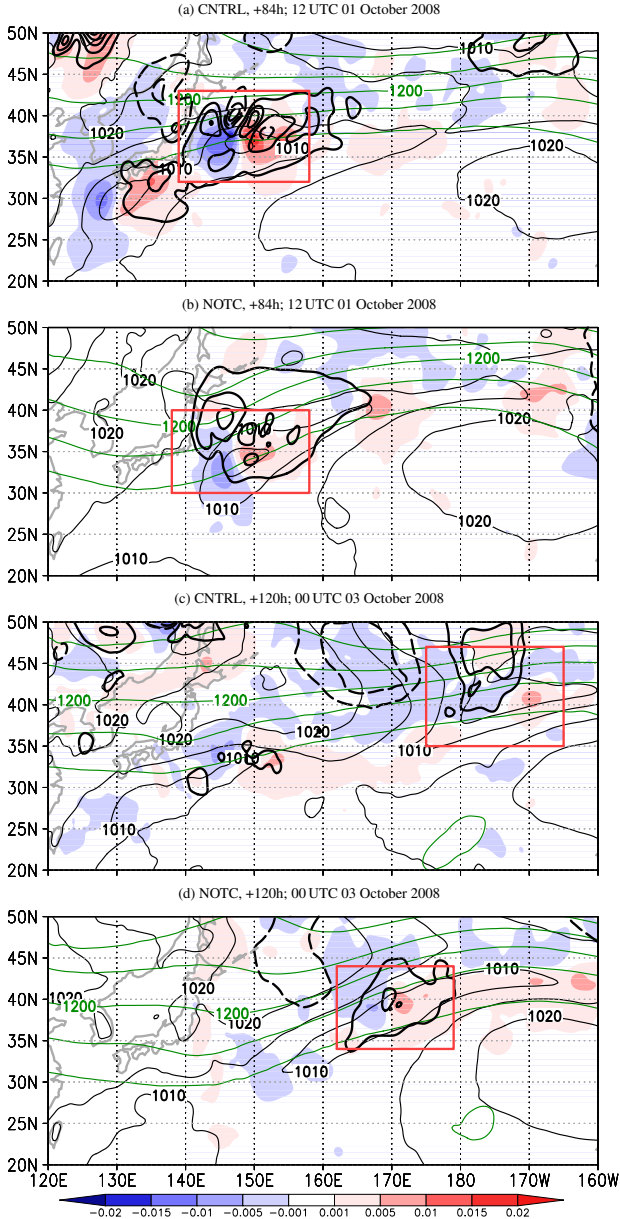 (a) CNTRL, +84h; 12 UTC 01 October 2008
50N
45N
40N
35N
30N
25N
20N
1010
1200
1200
1020
1010
1010
1020
1020
(b) NOTC, +84h; 12 UTC 01 October 2008
50N
45N
40N
35N
30N
25N
20N
1020
1200
1200
1020
1010
1020
1010
1020
1010
(c) CNTRL, +120h; 00 UTC 03 October 2008
50N
45N
40N
35N
30N
25N
20N
1200
1200
1020
1020
1020
1010
1010
1010
(d) NOTC, +120h; 00 UTC 03 October 2008
50N
45N
40N
35N
30N
25N
20N
1010
1020
1020
1200
1200
1020
1020
1010
1010
120E 130E 140E 150E 160E 170E 180 170W 160W
−0.02 −0.015 −0.01 −0.005 −0.001 0.001 0.005 0.01 0.015 0.02